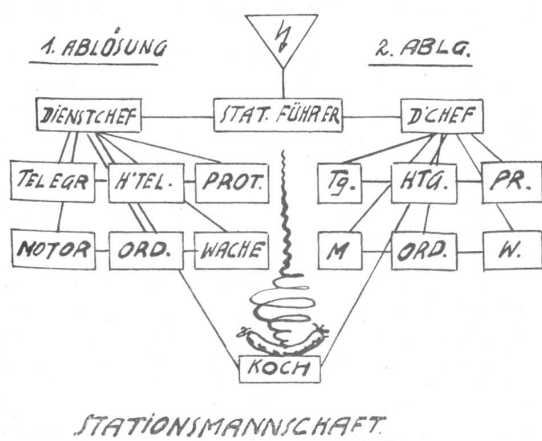 1. ABLÖSUNG
2. ABLG.
DIENSTCHEF
STAT. FÜHRER
D'CHEF
TELEGR
H'TEL.
PROT.
Tg.
HTG.
PR.
MOTOR
ORD.
WACHE
M
ORD.
W.
KOCH
STATIONSMANNSCHAFT.